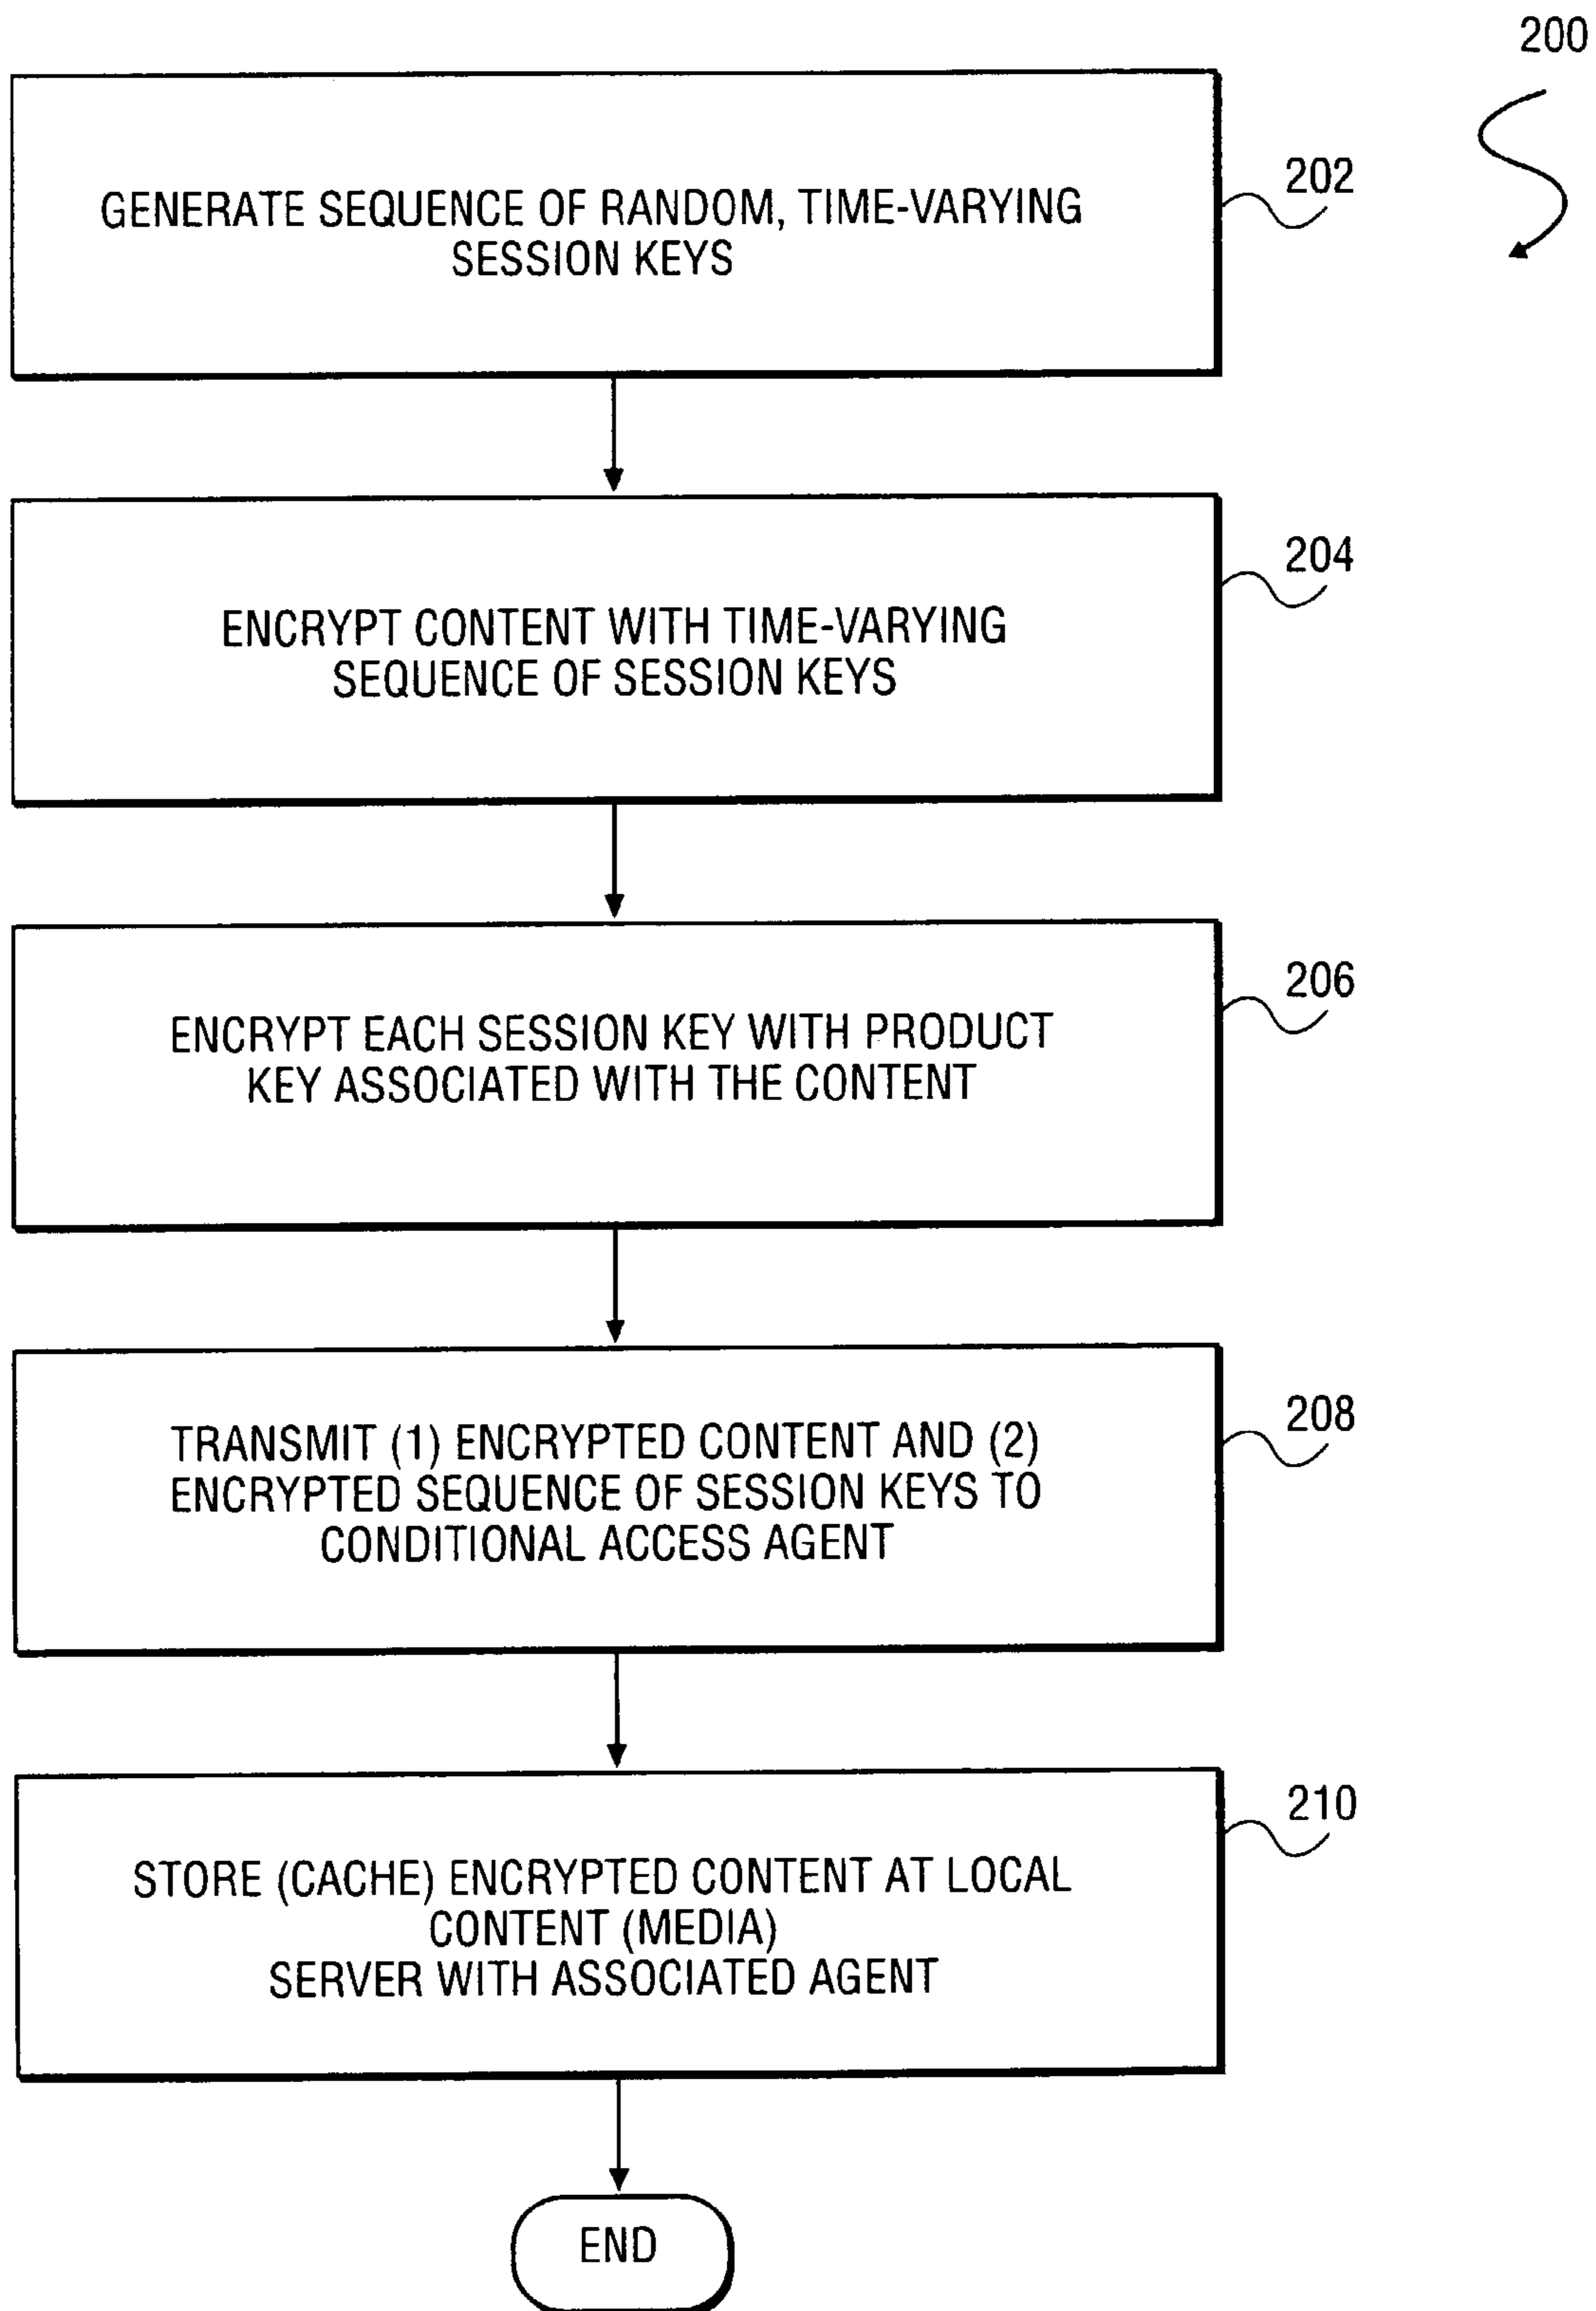 200
GENERATE SEQUENCE OF RANDOM, TIME-VARYING
SESSION KEYS
202
ENCRYPT CONTENT WITH TIME-VARYING
SEQUENCE OF SESSION KEYS
204
ENCRYPT EACH SESSION KEY WITH PRODUCT
KEY ASSOCIATED WITH THE CONTENT
206
TRANSMIT (1) ENCRYPTED CONTENT AND (2)
ENCRYPTED SEQUENCE OF SESSION KEYS TO
CONDITIONAL ACCESS AGENT
208
STORE (CACHE) ENCRYPTED CONTENT AT LOCAL
CONTENT (MEDIA)
SERVER WITH ASSOCIATED AGENT
210
END